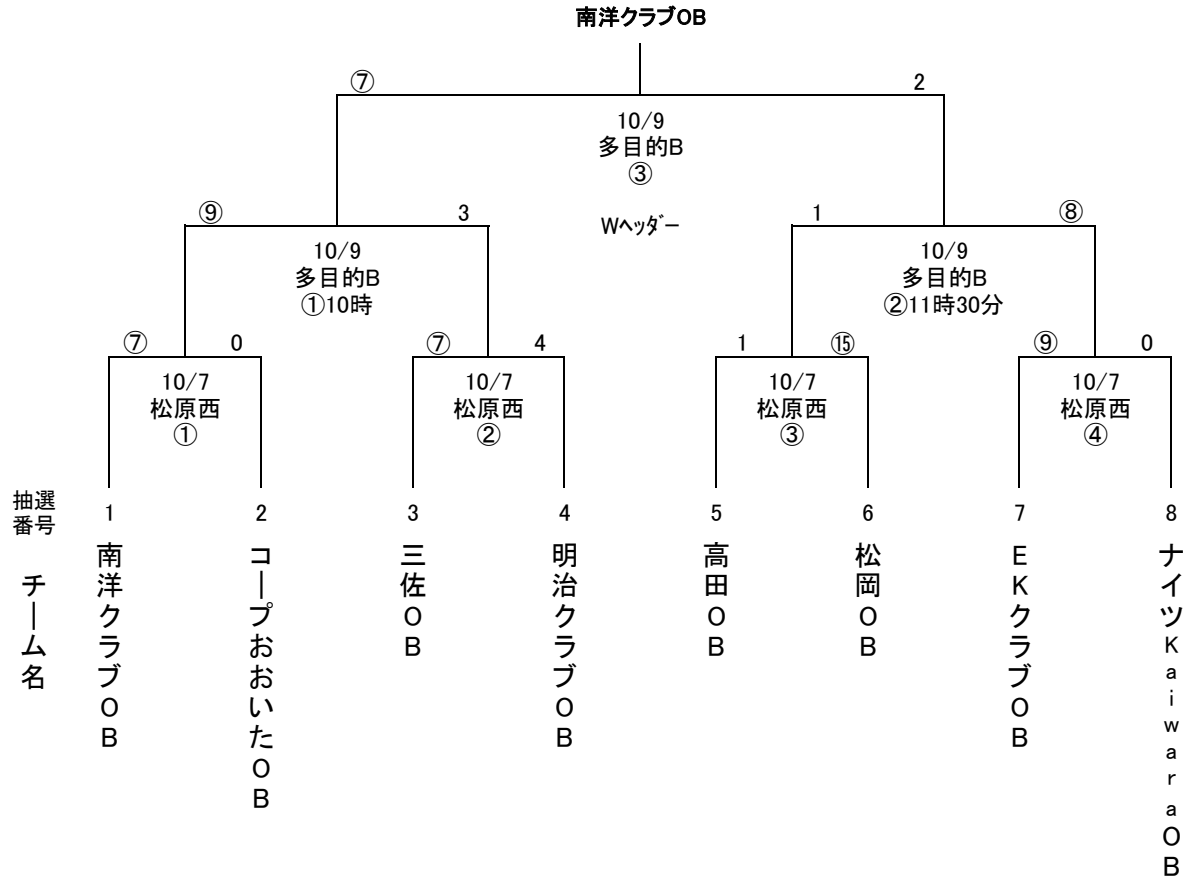 南洋クラブOB
⑦ 2
10/9
多目的B
③
⑨ 3 Wヘッダー 1 ⑧
10/9
多目的B
①10時
10/9
多目的B
②11時30分
⑦ 0 ⑦ 4 1 ⑮ ⑨ 0
10/7
松原西
①
10/7
松原西
②
10/7
松原西
③
10/7
松原西
④
抽選
番号
1 2 3 4 5 6 7 8
チーム名
南洋クラブOB
コープおおいたOB
三佐OB
明治クラブOB
高田OB
松岡OB
EKクラブOB
ナイツKaiwaraOB